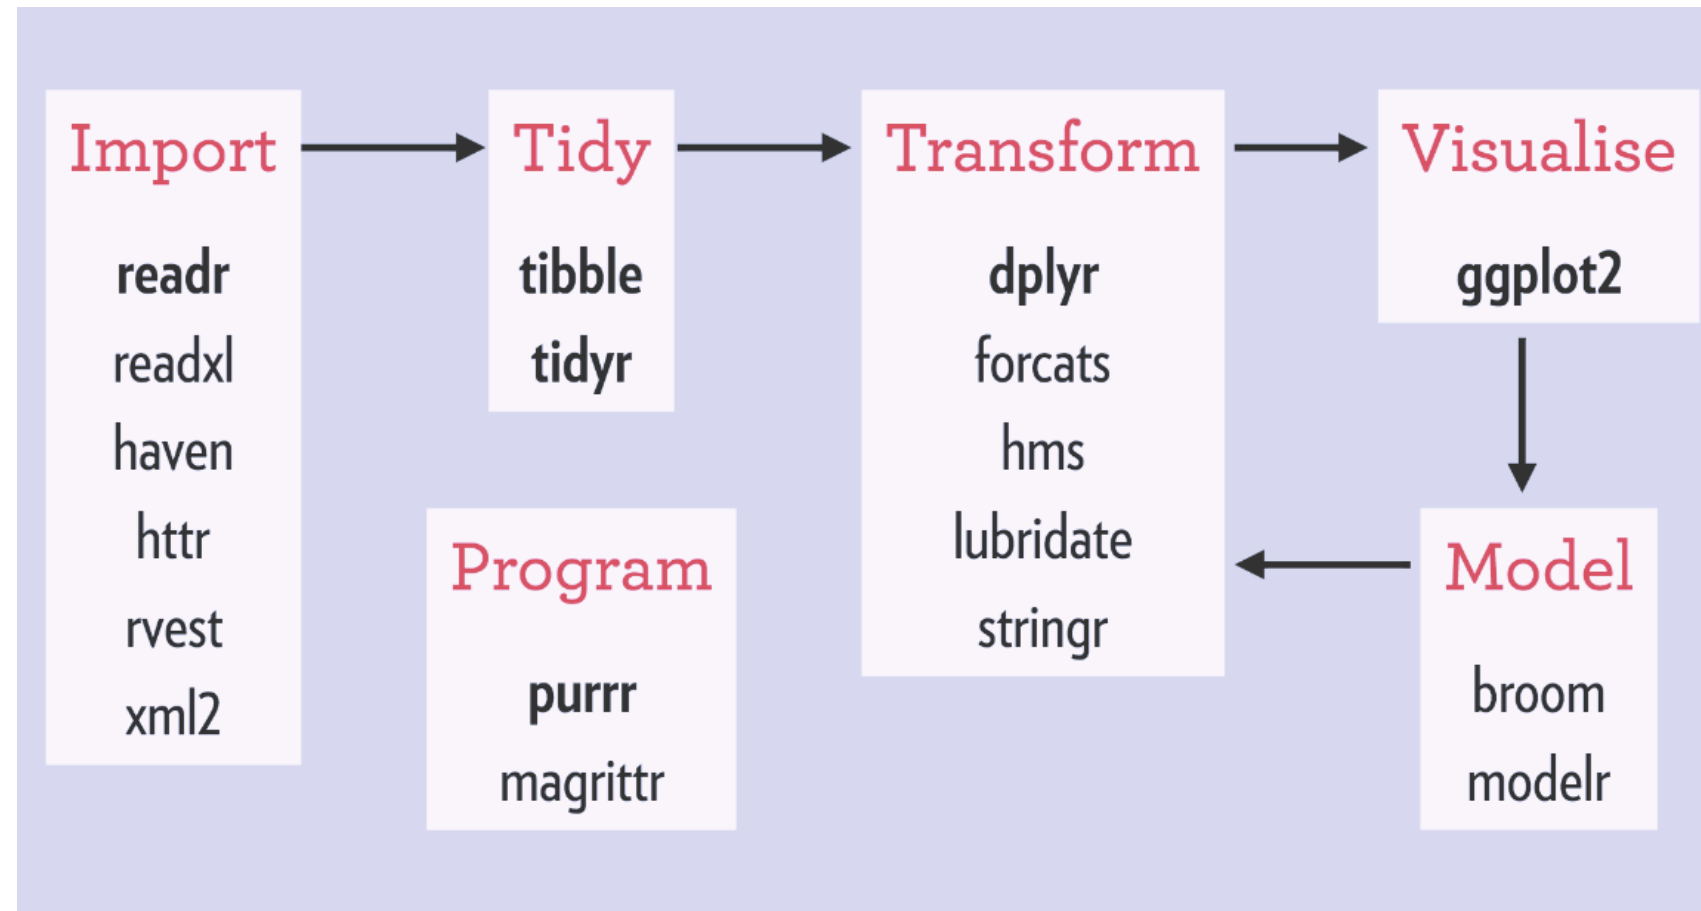 Import
readr
readxl
haven
httr
rvest
xml2
Tidy
tibble
tidyr
Program
purrr
magrittr
Transform
dplyr
forcats
hms
lubridate
stringr
Visualise
ggplot2
Model
broom
modelr